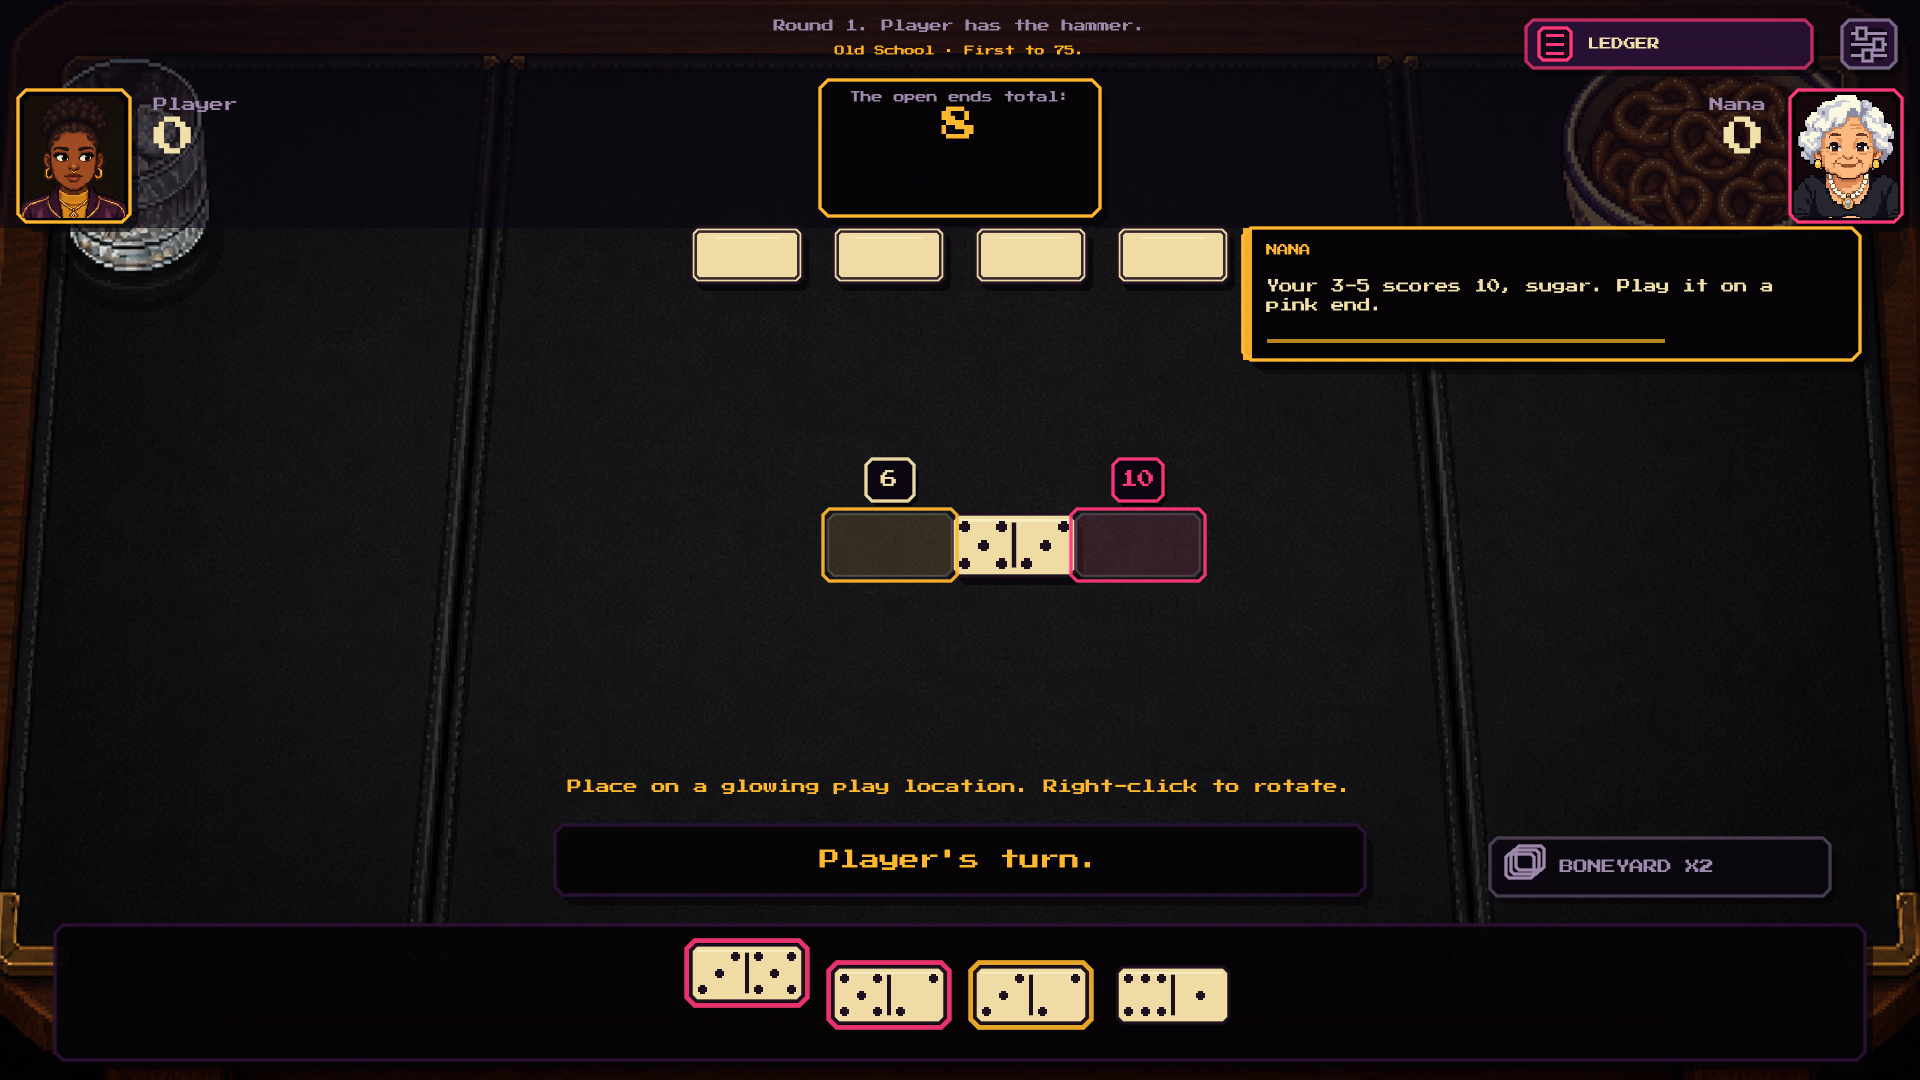 Round 1. Player has the hammer.
Old School · First to 75.
LEDGER
Player
0
The open ends total:
8
Nana
0
NANA
Your 3-5 scores 10, sugar. Play it on a
pink end.
6
10
Place on a glowing play location. Right-click to rotate.
Player's turn.
BONEYARD X2